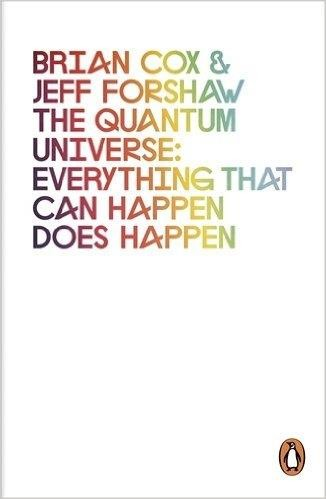 BRIAN COX &
JEFF FORSHAW
THE QUANTUM
UNIVERSE:
EVERYTHING THAT
CAN HAPPEN
DOES HAPPEN